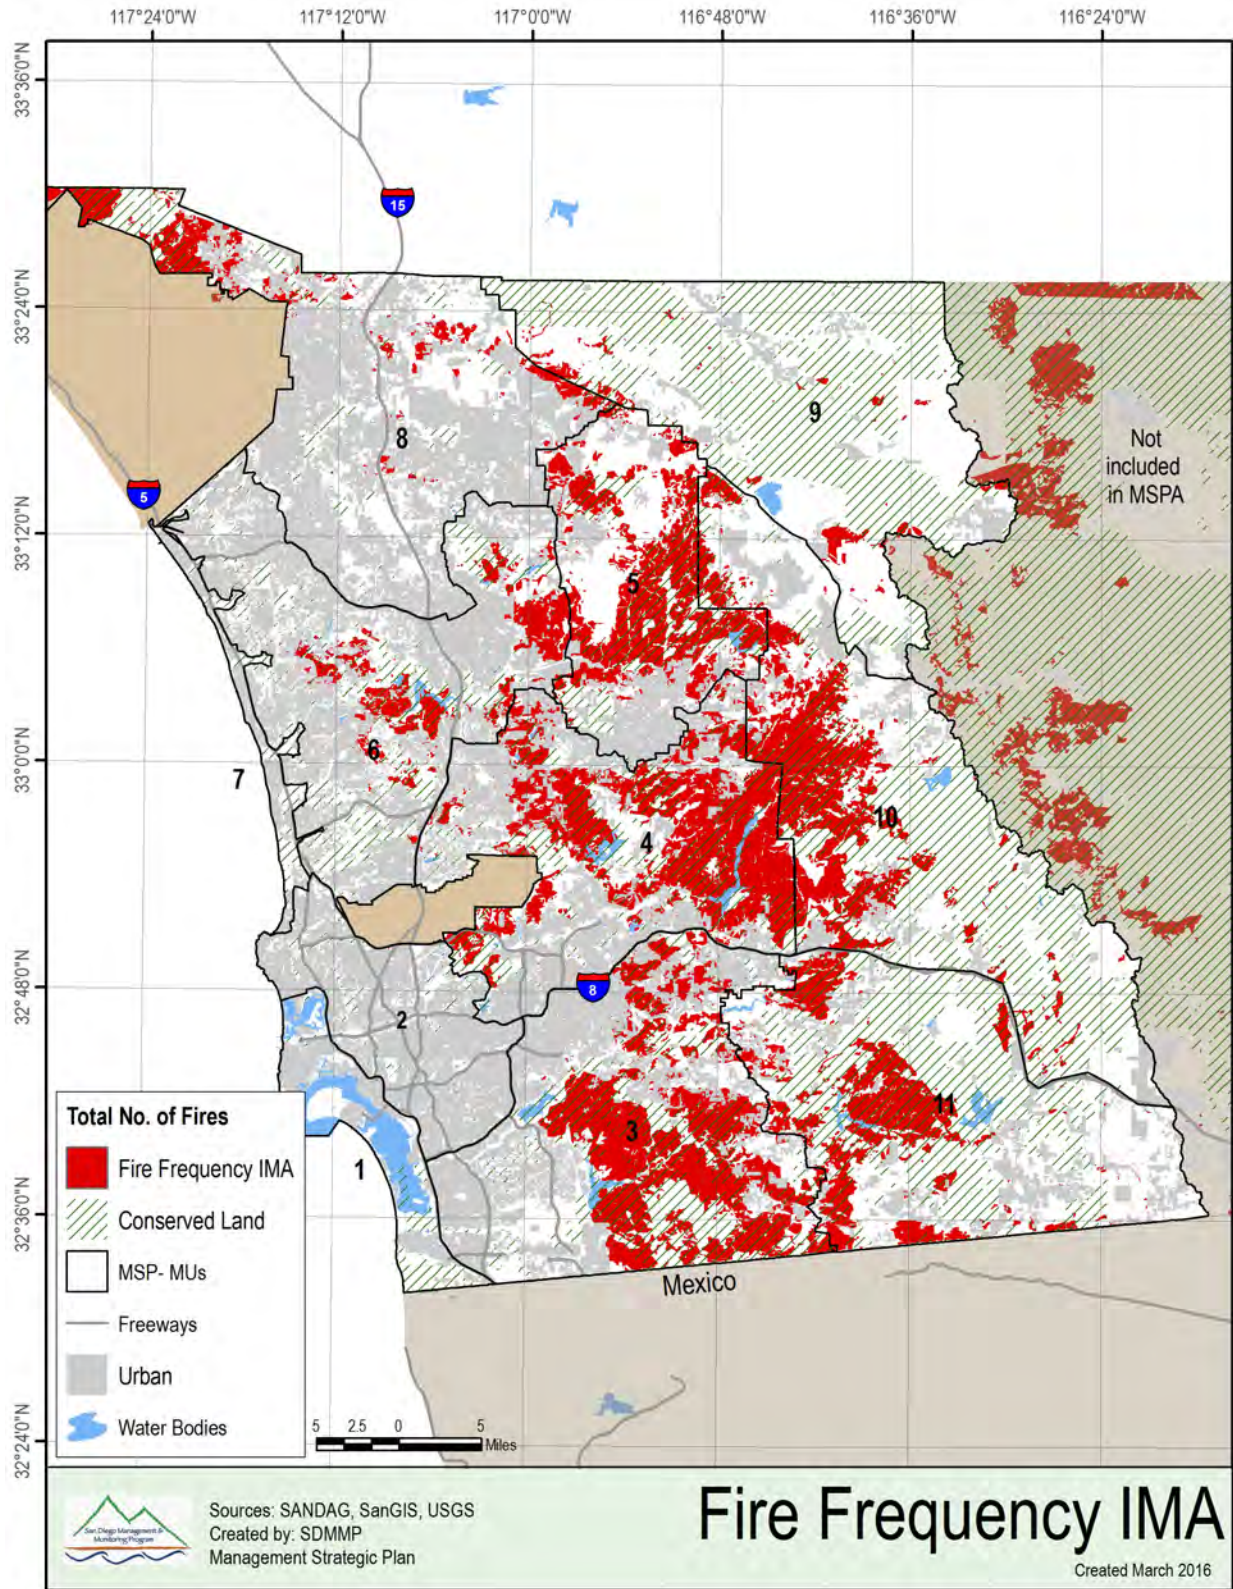 117°24'0"W 117°12'0"W 117°0'0"W 116°48'0"W 116°36'0"W 116°24'0"W
33°36'0"N
15
33°24'0"N
9
8
Not
included
in MSPA
5
33°12'0"N
5
6
33°0'0"N
7
10
4
32°48'0"N
8
2
11
3
1
32°36'0"N
Mexico
32°24'0"N
Total No. of Fires
Fire Frequency IMA
Conserved Land
MSP- MUs
Freeways
Urban
Water Bodies
5 2.5 0 5
Miles
San Diego Management &
Monitoring Program
Sources: SANDAG, SanGIS, USGS
Created by: SDMMP
Management Strategic Plan
Fire Frequency IMA
Created March 2016